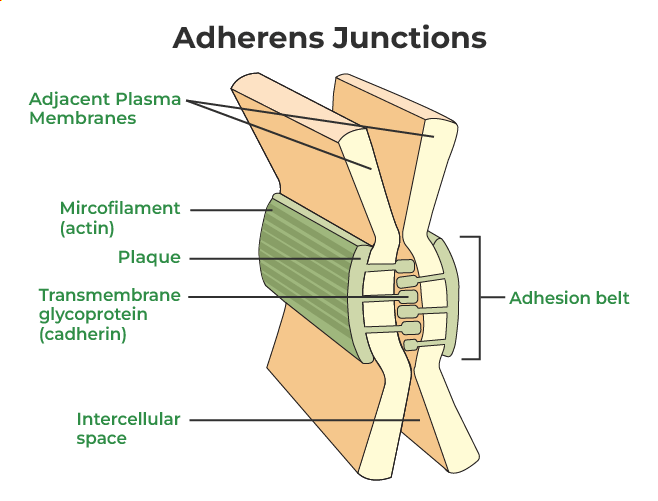 Adherens Junctions
Adjacent Plasma
Membranes
Mircofilament
(actin)
Plaque
Transmembrane
glycoprotein
(cadherin)
Adhesion belt
Intercellular
space